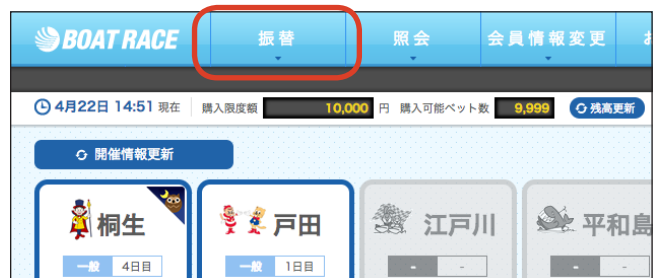 BOAT RACE 振替 照会 会員情報変更
4月22日 14:51 現在 購入限度額 10,000 円 購入可能ベット数 9,999 残高更新
開催情報更新
桐生 戸田 江戸川 平和島
一般 4日目 一般 1日目 - - - -